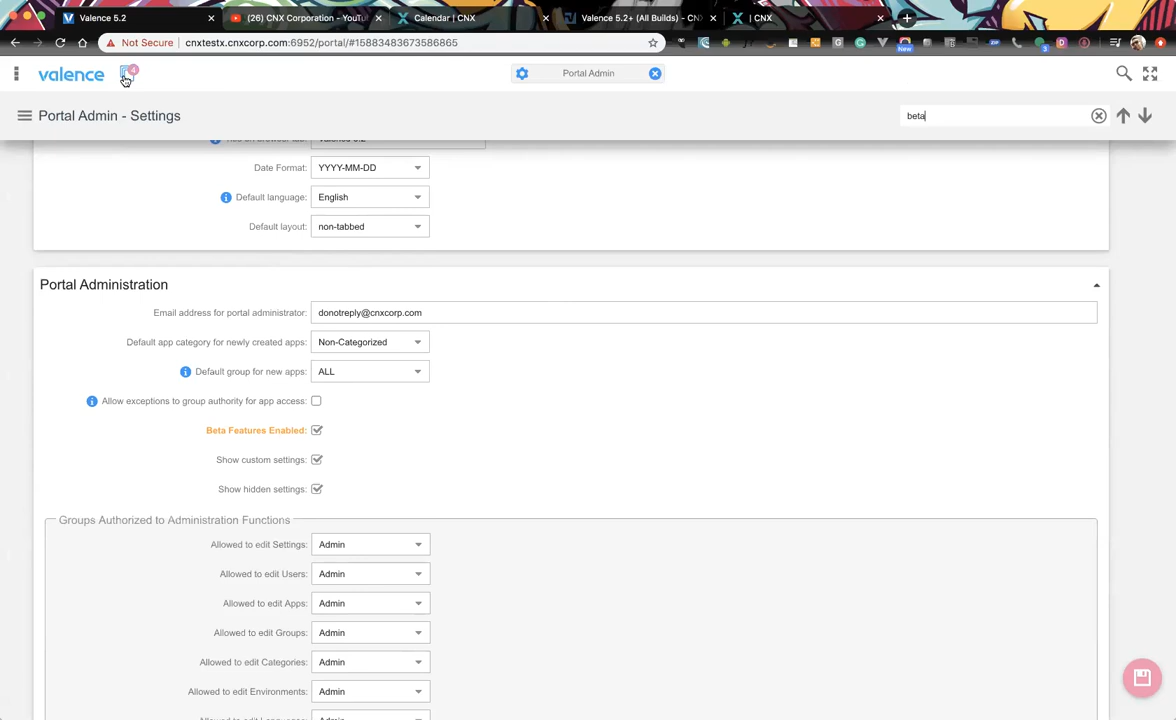 Valence 5.2
(26) CNX Corporation - YouTu
Calendar | CNX
Valence 5.2+ (All Builds) - CN
| CNX
Not Secure
cnxtestx.cnxcorp.com:6952/portal/#15883483673586865
New
ZIP
3
valence
4
Portal Admin
Portal Admin - Settings
beta
Date Format:
YYYY-MM-DD
Default language:
English
Default layout:
non-tabbed
Portal Administration
Email address for portal administrator:
donotreply@cnxcorp.com
Default app category for newly created apps:
Non-Categorized
Default group for new apps:
ALL
Allow exceptions to group authority for app access:
Beta Features Enabled:
Show custom settings:
Show hidden settings:
Groups Authorized to Administration Functions
Allowed to edit Settings:
Admin
Allowed to edit Users:
Admin
Allowed to edit Apps:
Admin
Allowed to edit Groups:
Admin
Allowed to edit Categories:
Admin
Allowed to edit Environments:
Admin